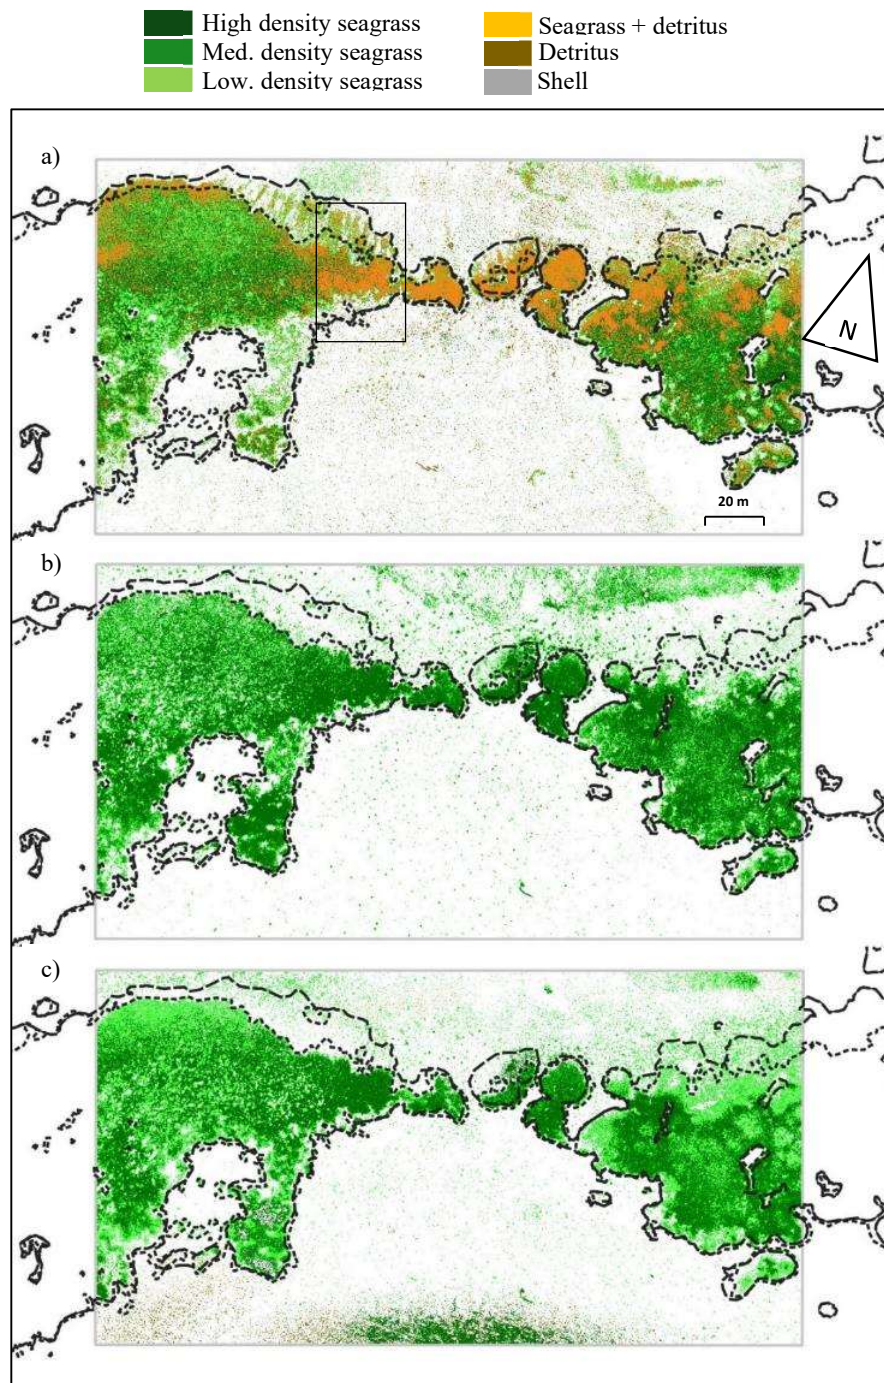 High density seagrass
Med. density seagrass
Low. density seagrass
Seagrass + detritus
Detritus
Shell
a)
N
20 m
b)
c)